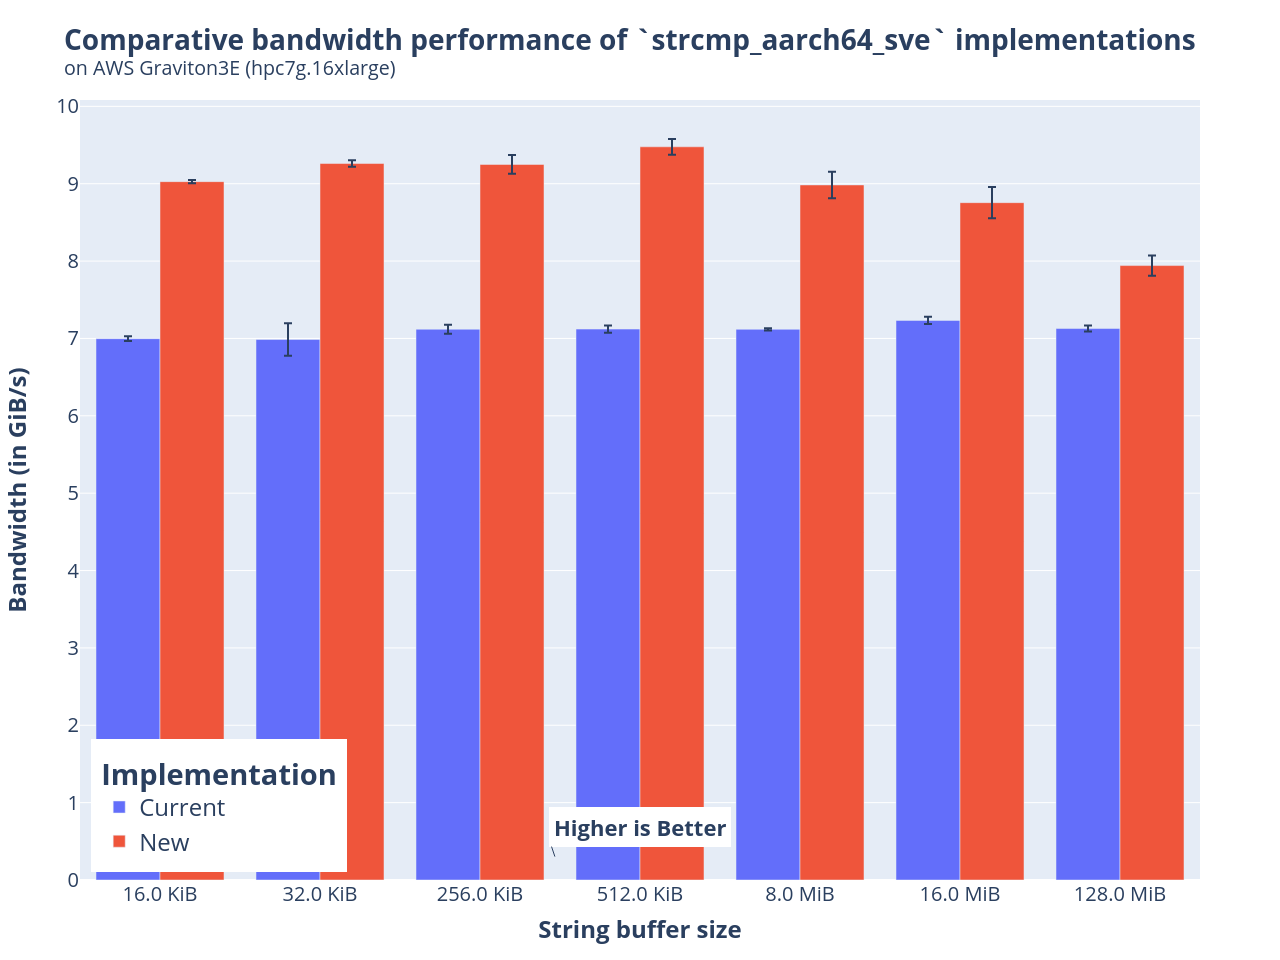 Comparative bandwidth performance of `strcmp_aarch64_sve` implementations
on AWS Graviton3E (hpc7g.16xlarge)
Bandwidth (in GiB/s)
10
9
8
7
6
5
4
3
2
1
0
Implementation
Current
New
Higher is Better
16.0 KiB
32.0 KiB
256.0 KiB
512.0 KiB
8.0 MiB
16.0 MiB
128.0 MiB
String buffer size